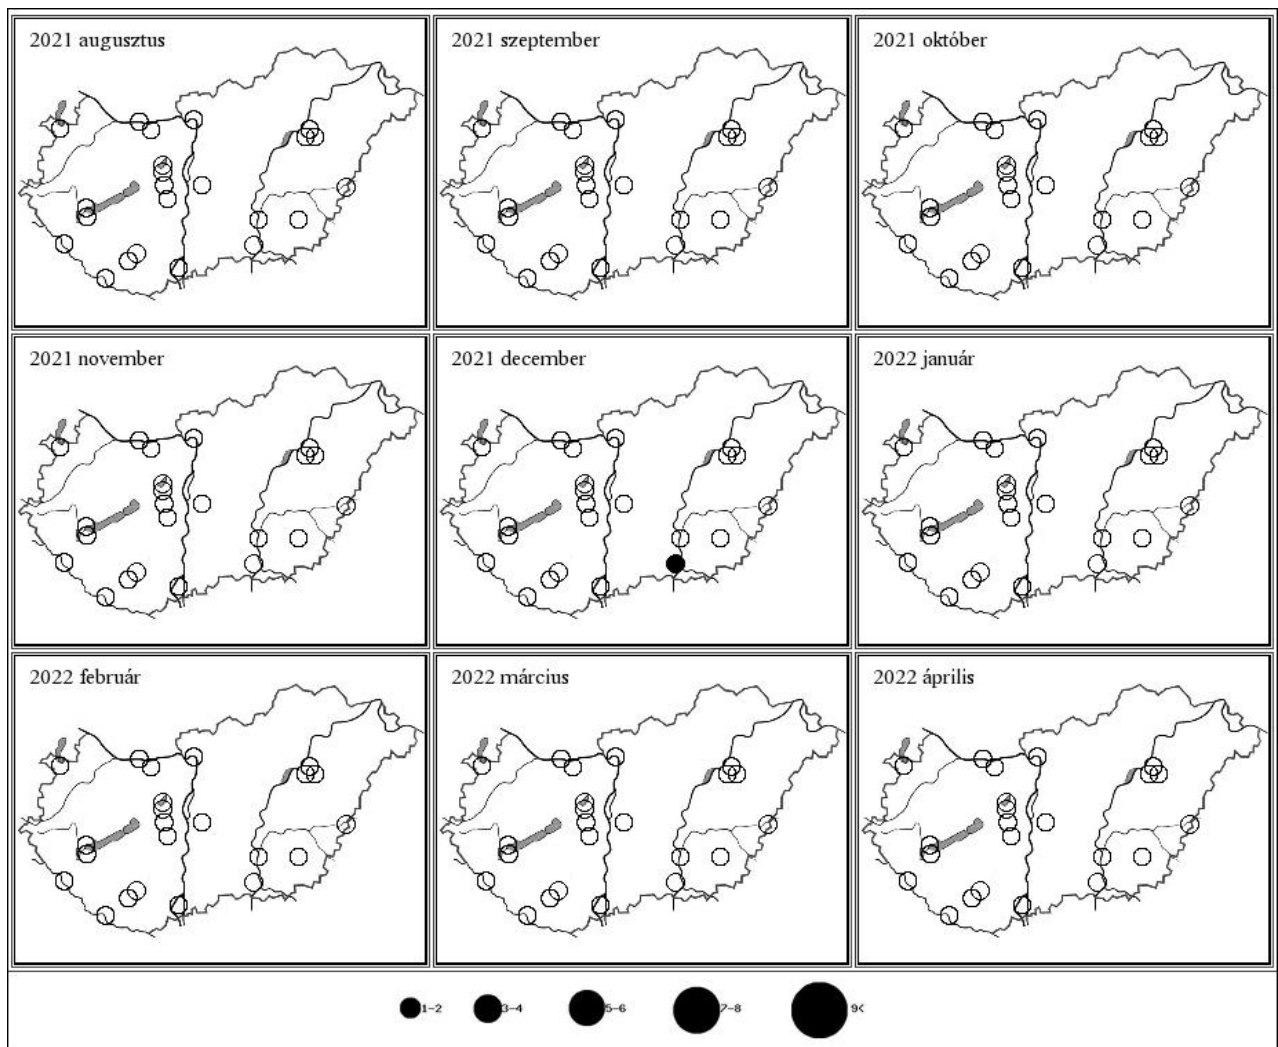 2021 augusztus
2021 szeptember
2021 október
2021 november
2021 december
2022 január
2022 február
2022 március
2022 április
1-2
3-4
5-6
7-8
9<